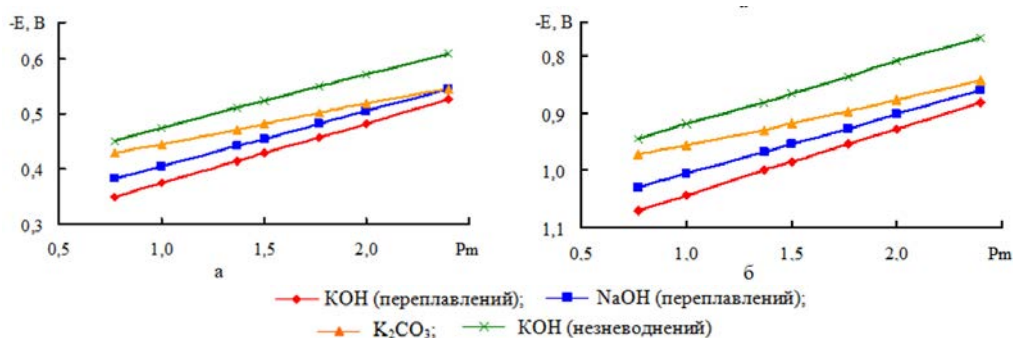 -E, В
0,6
0,5
0,4
0,3
0,5 1,0 1,5 2,0 Pm
а
-E, В
0,8
0,9
1,0
1,1
0,5 1,0 1,5 2,0 Pm
б
КОН (переплавлений); NaOH (переплавлений);
K₂CO₃; КОН (незневоднений)